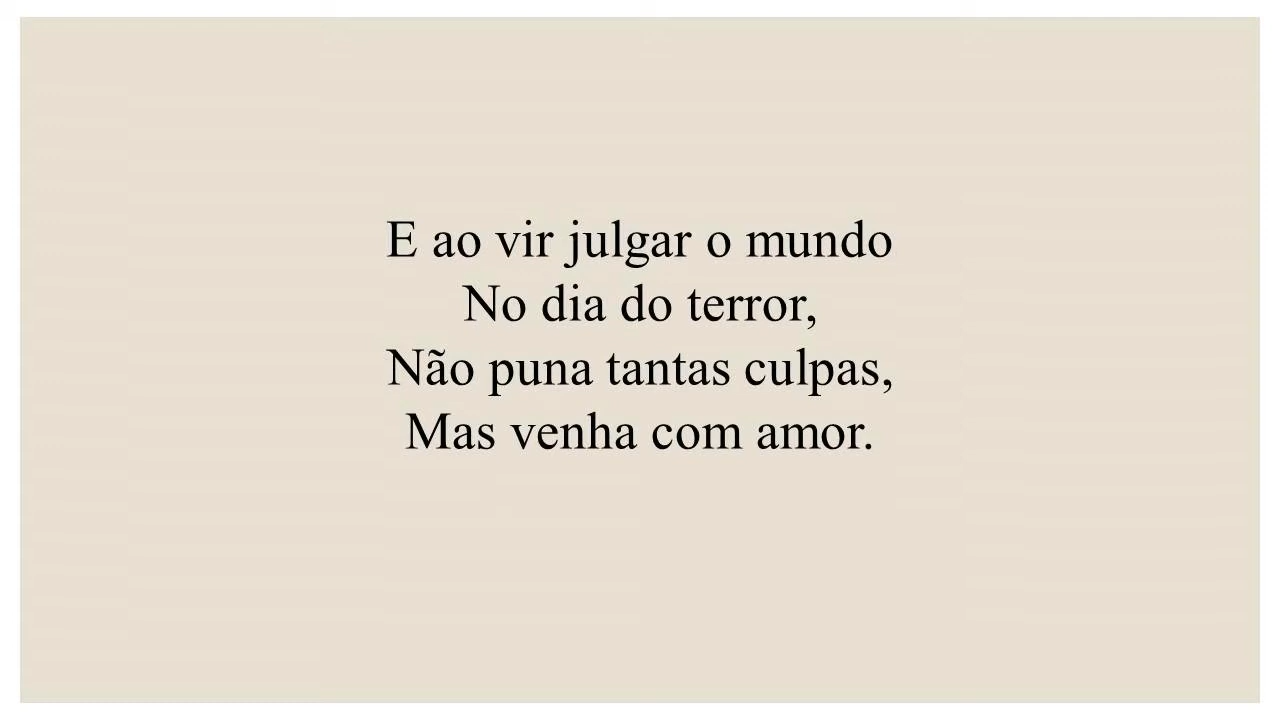 E ao vir julgar o mundo
No dia do terror,
Não puna tantas culpas,
Mas venha com amor.